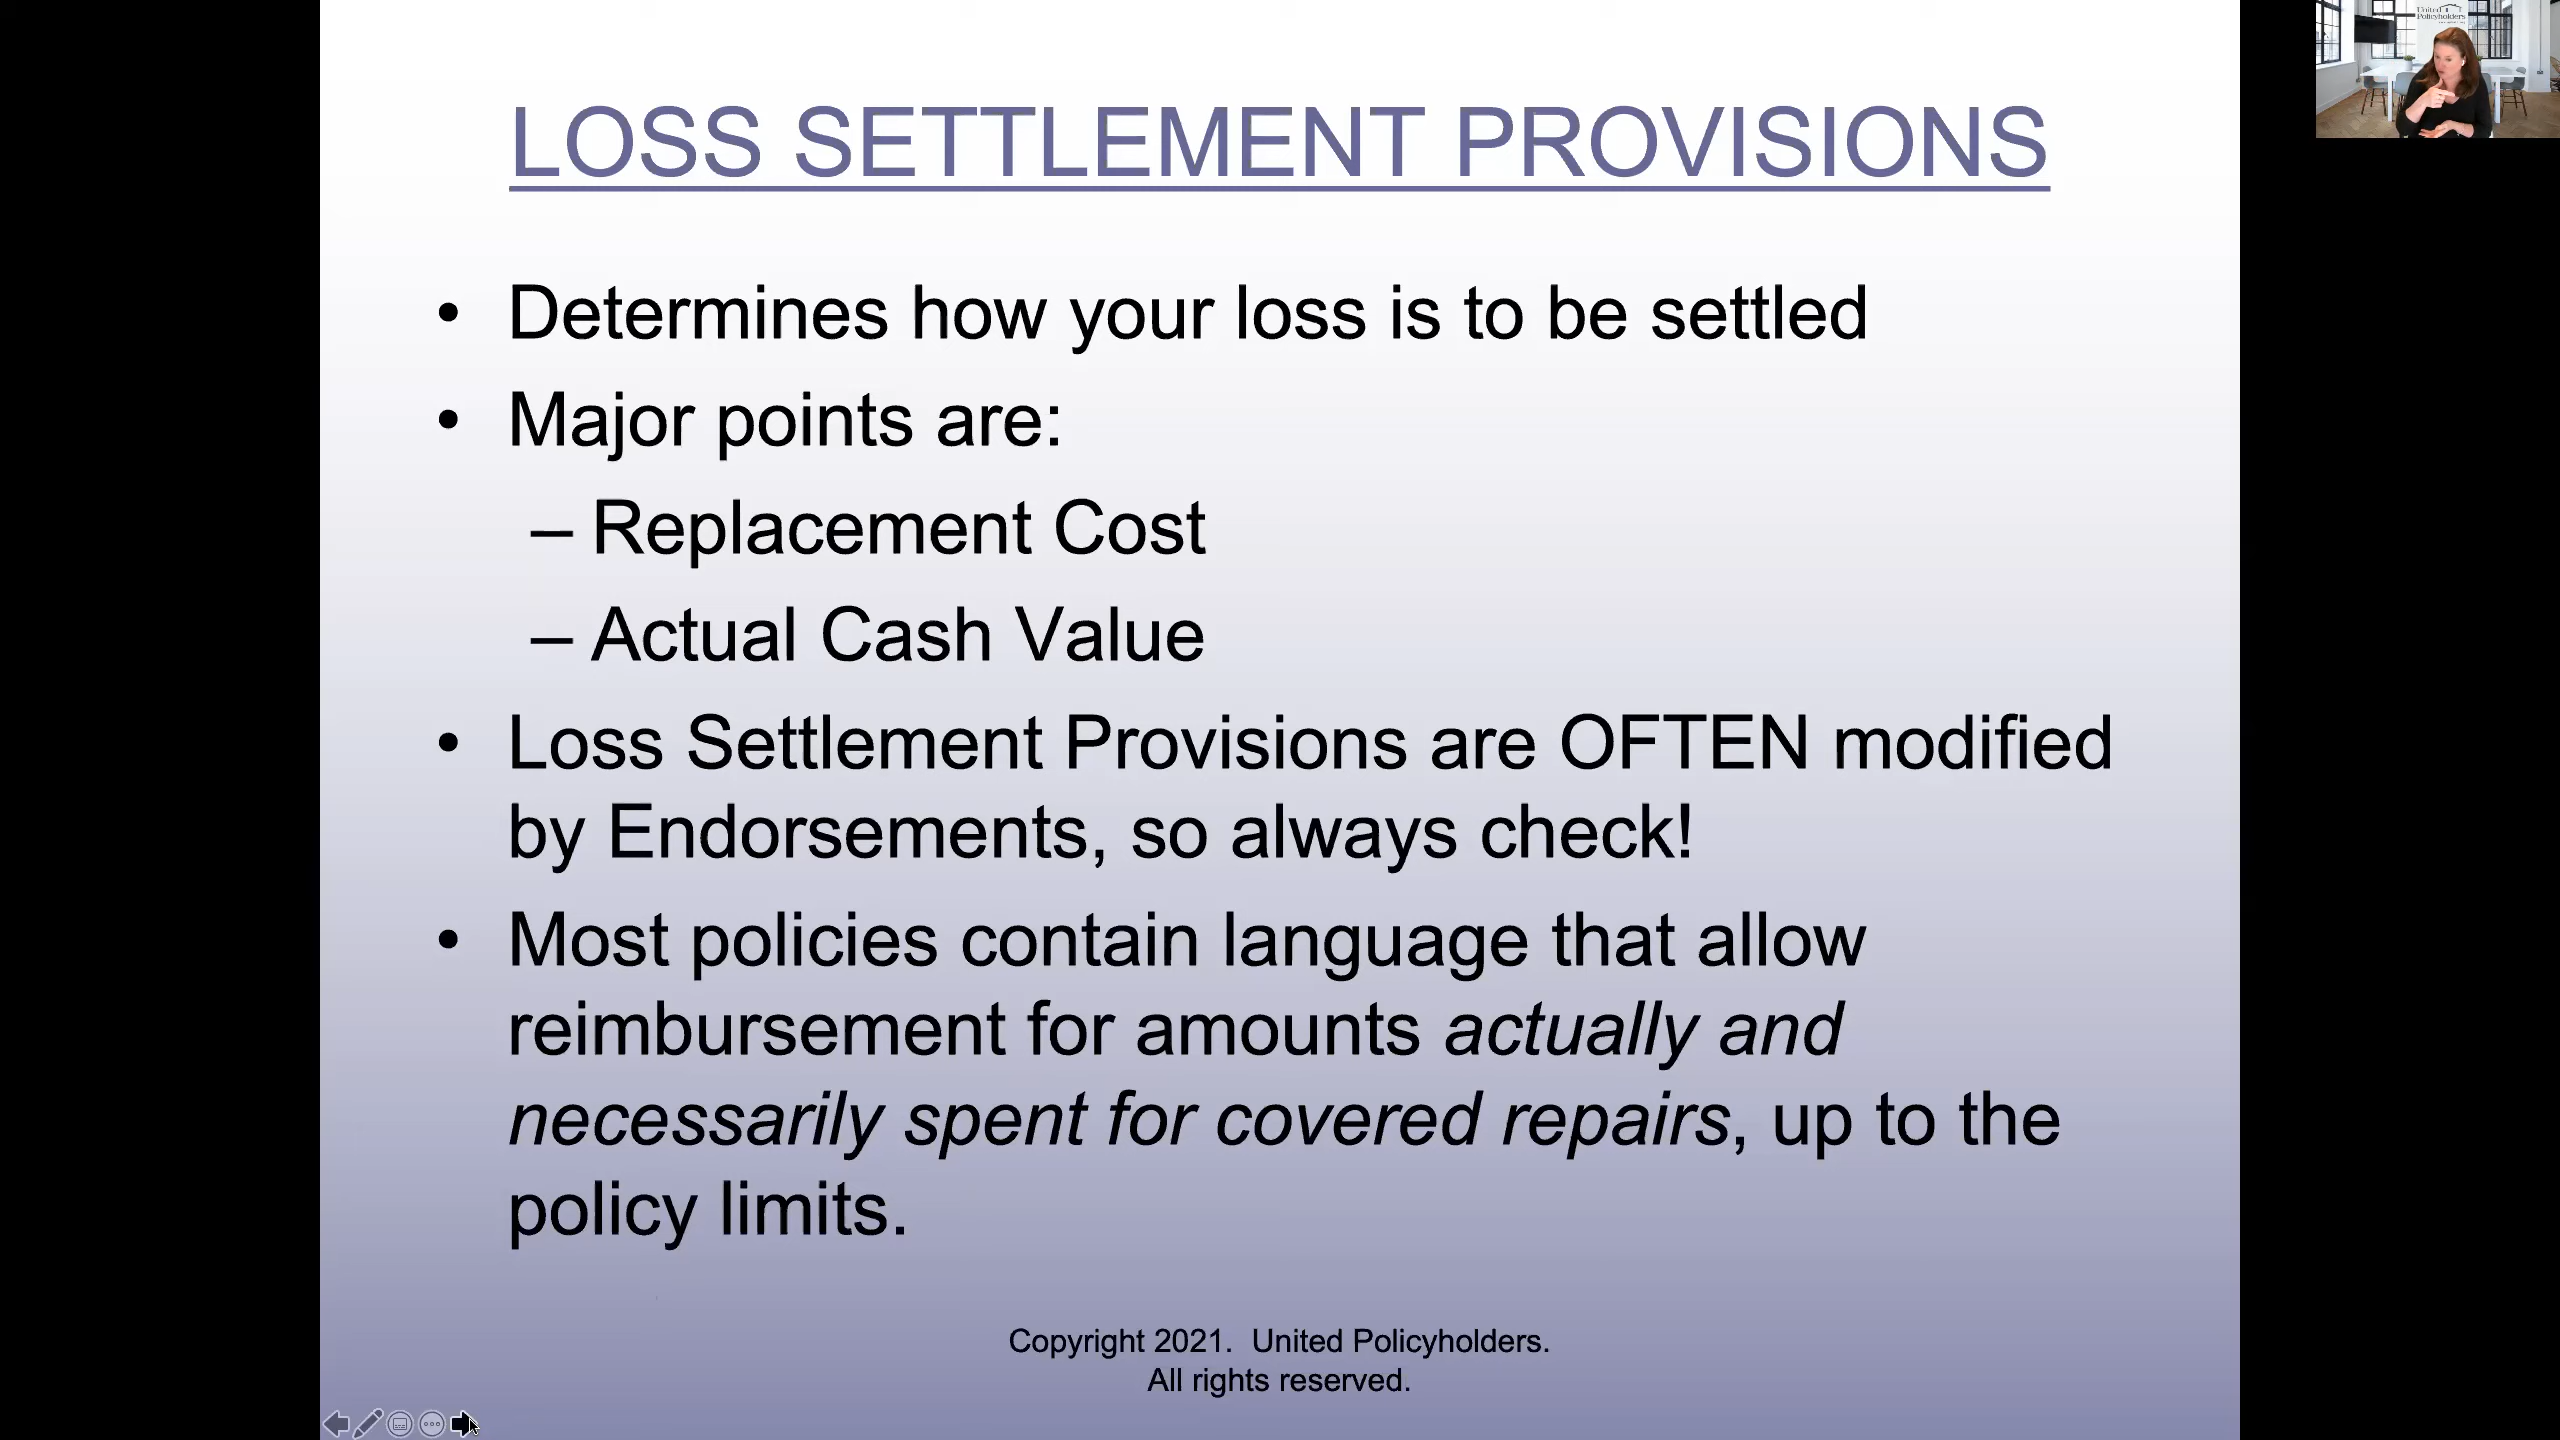 LOSS SETTLEMENT PROVISIONS
• Determines how your loss is to be settled
• Major points are:
– Replacement Cost
– Actual Cash Value
• Loss Settlement Provisions are OFTEN modified
by Endorsements, so always check!
• Most policies contain language that allow
reimbursement for amounts actually and
necessarily spent for covered repairs, up to the
policy limits.
Copyright 2021.  United Policyholders.
All rights reserved.
United
Policyholders